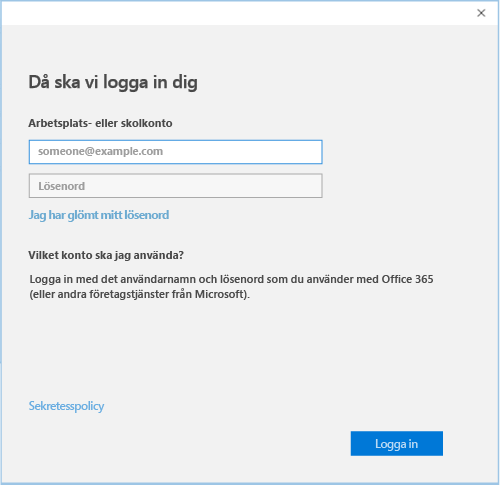 Då ska vi logga in dig
Arbetsplats- eller skolkonto
someone@example.com
Lösenord
Jag har glömt mitt lösenord
Vilket konto ska jag använda?
Logga in med det användarnamn och lösenord som du använder med Office 365
(eller andra företagstjänster från Microsoft).
Sekretesspolicy
Logga in